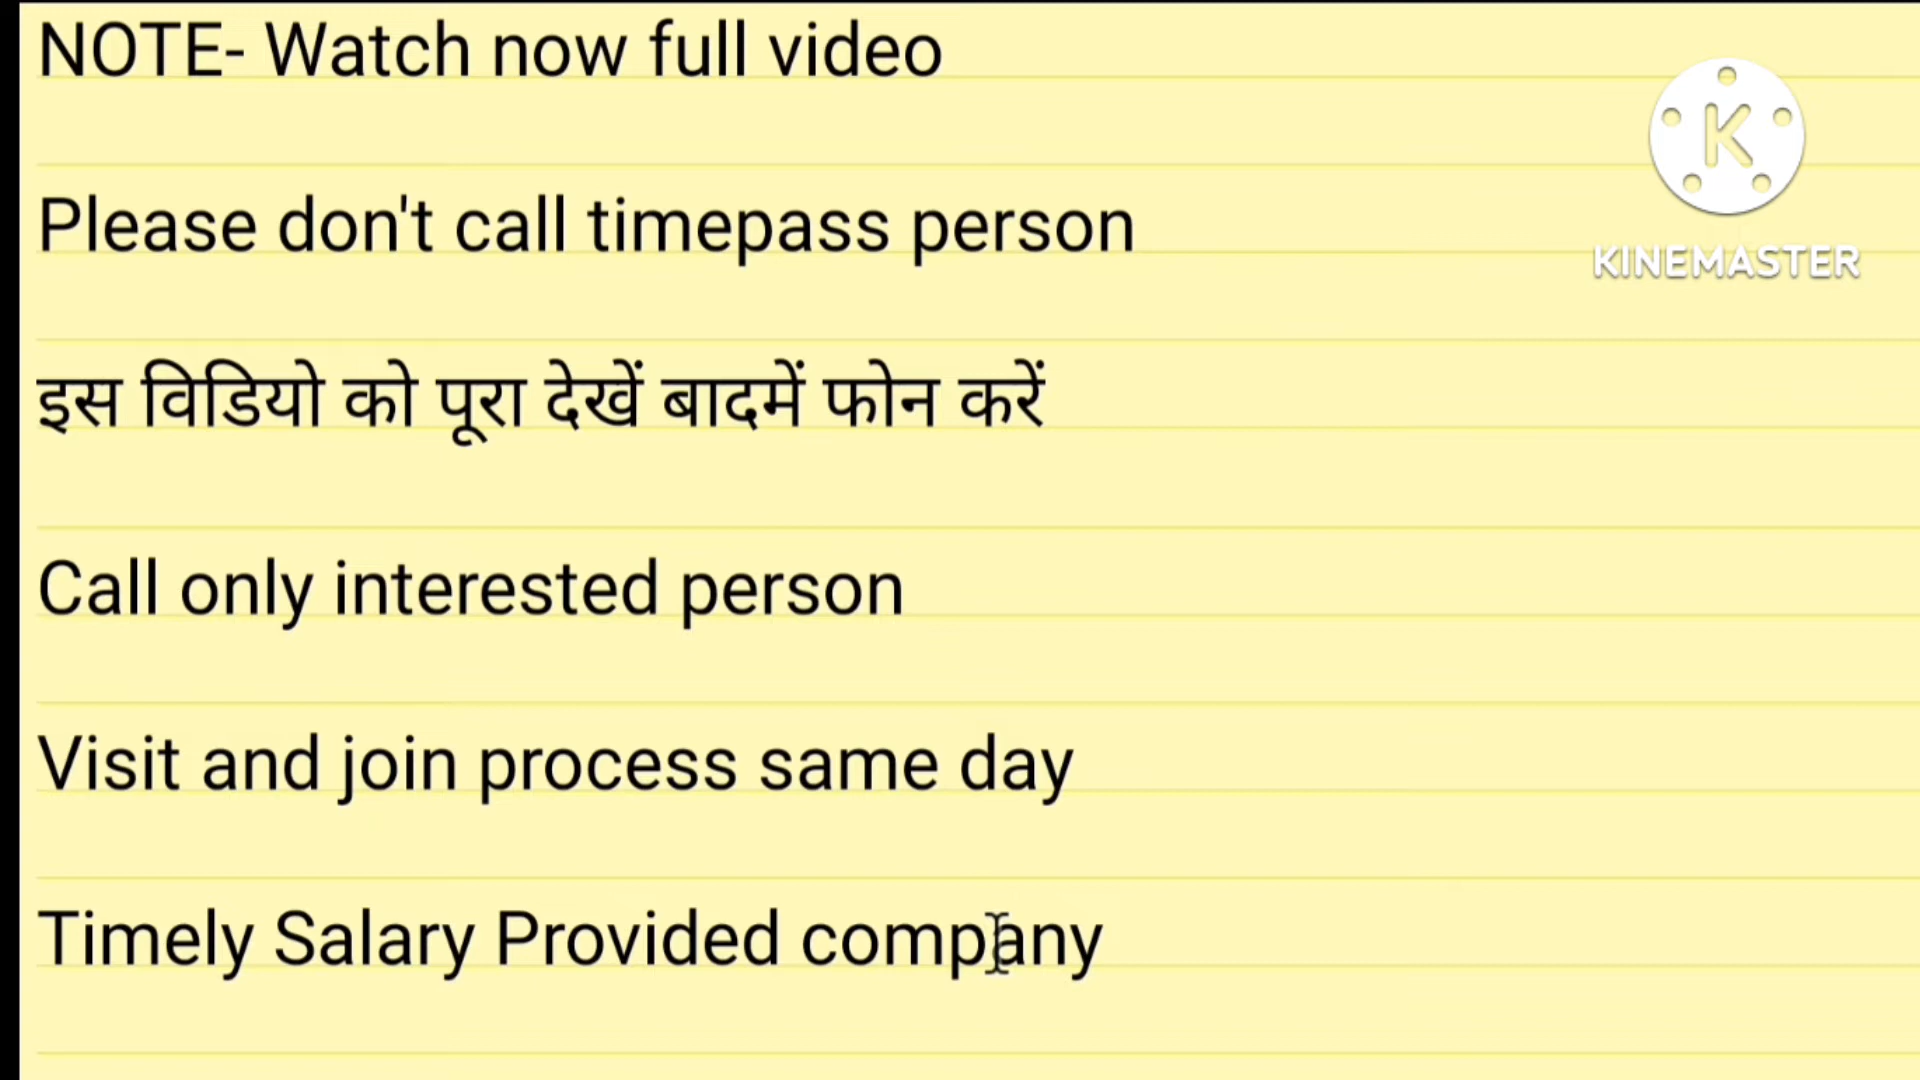 NOTE- Watch now full video
Please don't call timepass person
इस विडियो को पूरा देखें बादमें फोन करें
Call only interested person
Visit and join process same day
Timely Salary Provided company
K
KINEMASTER